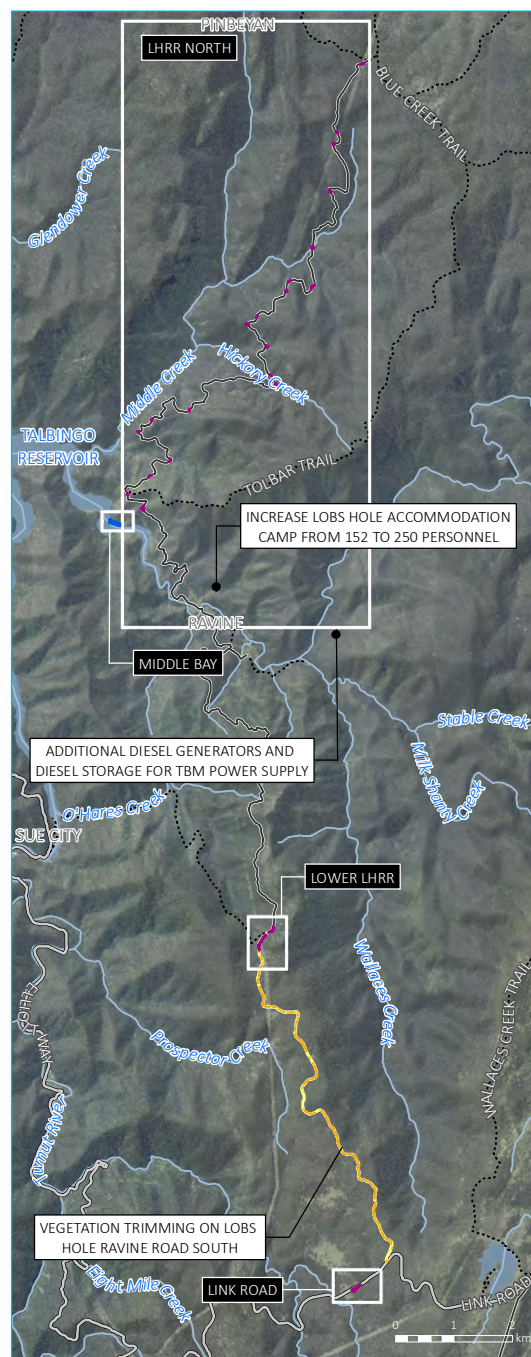 PINBEYAN
LHRR NORTH
BLUE CREEK TRAIL
Glendower Creek
Hickory Creek
Middle Creek
TALBINGO
RESERVOIR
TOLBAR TRAIL
INCREASE LOBS HOLE ACCOMMODATION
CAMP FROM 152 TO 250 PERSONNEL
RAVINE
MIDDLE BAY
Stable Creek
ADDITIONAL DIESEL GENERATORS AND
DIESEL STORAGE FOR TBM POWER SUPPLY
Milk Shanty Creek
O'Hares Creek
SUE CITY
LOWER LHRR
Wallaces Creek
WALLACES CREEK TRAIL
Prospector Creek
Tumut River
VEGETATION TRIMMING ON LOBS
HOLE RAVINE ROAD SOUTH
Eight Mile Creek
LINK ROAD
LINK ROAD
0 1 2
km